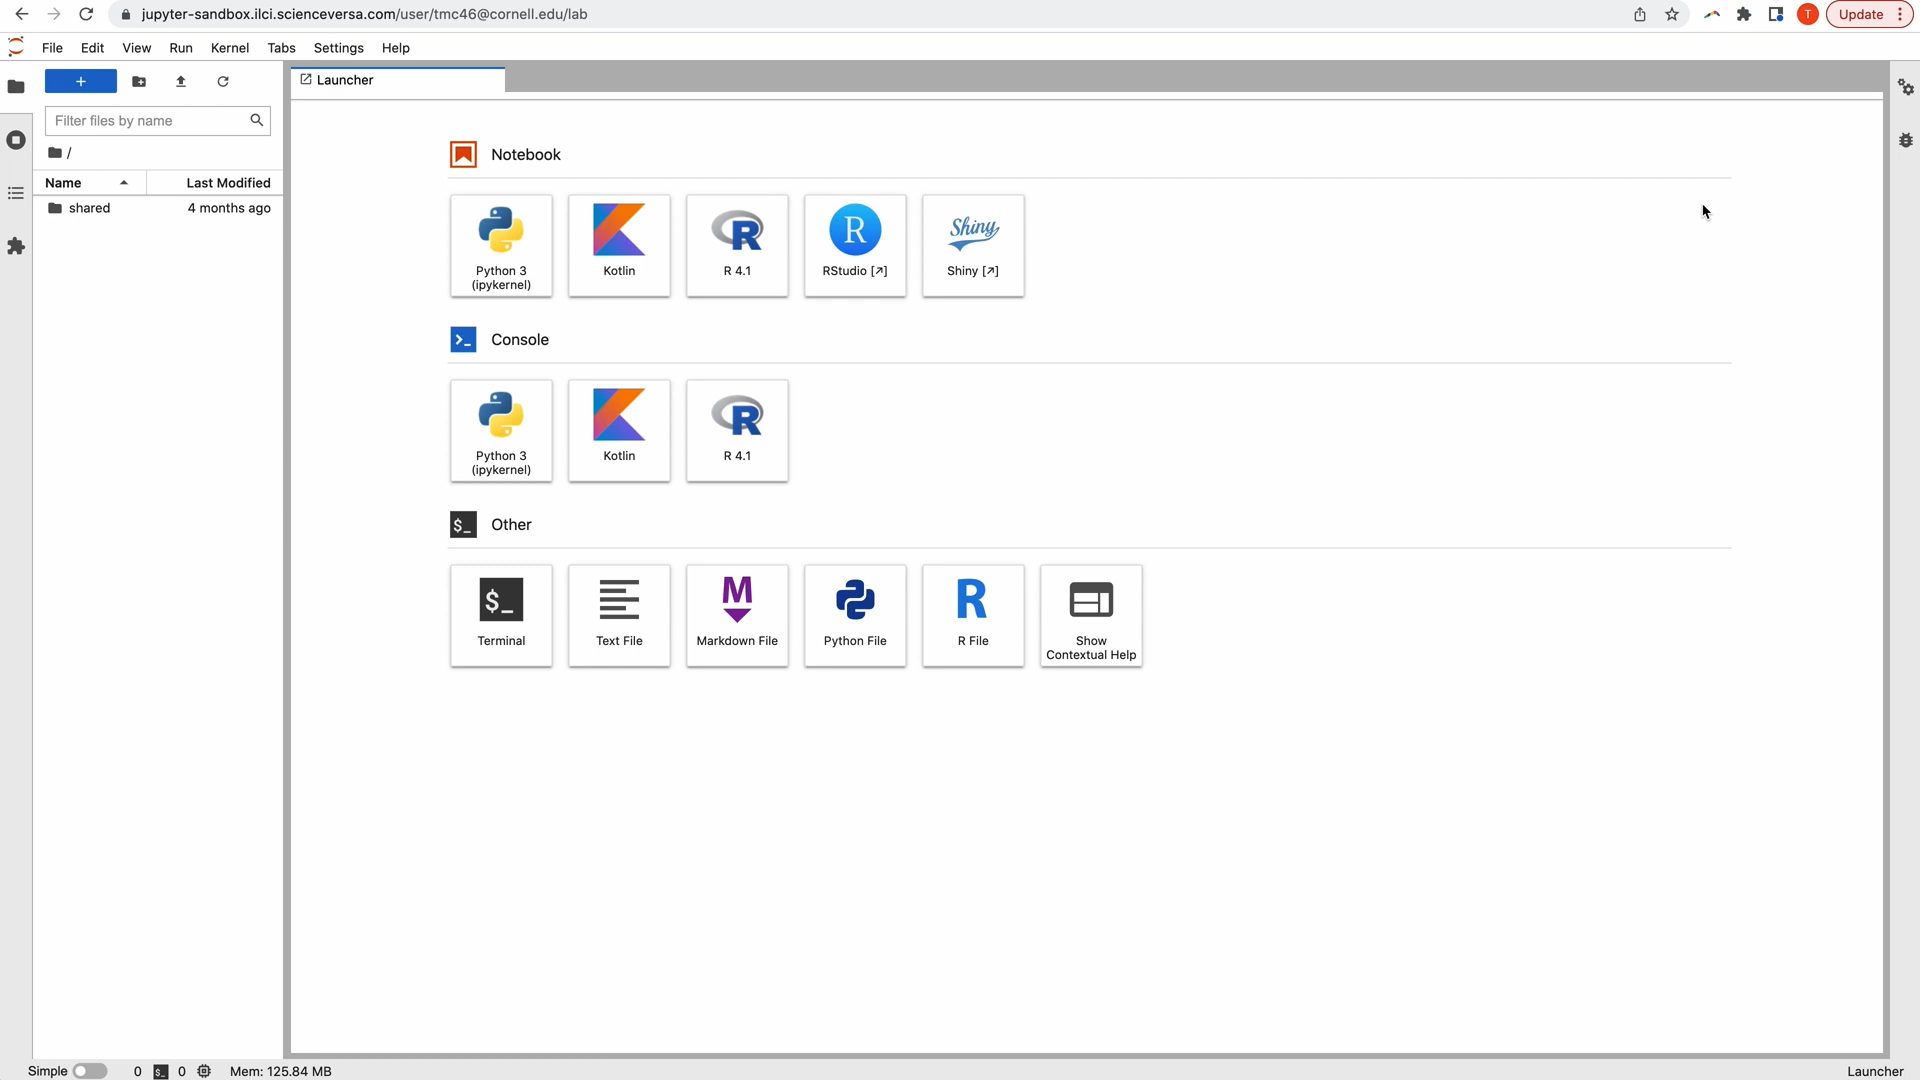 jupyter-sandbox.ilci.scienceversa.com/user/tmc46@cornell.edu/lab
T
Update
File Edit View Run Kernel Tabs Settings Help
+
Launcher
Filter files by name
/
Name Last Modified
shared 4 months ago
Notebook
Python 3
(ipykernel)
Kotlin
R 4.1
R
RStudio [↗]
Shiny
Shiny [↗]
Console
Python 3
(ipykernel)
Kotlin
R 4.1
$_ Other
$_
Terminal
Text File
M
Markdown File
Python File
R
R File
Show
Contextual Help
Simple 0 $_ 0 Mem: 125.84 MB Launcher